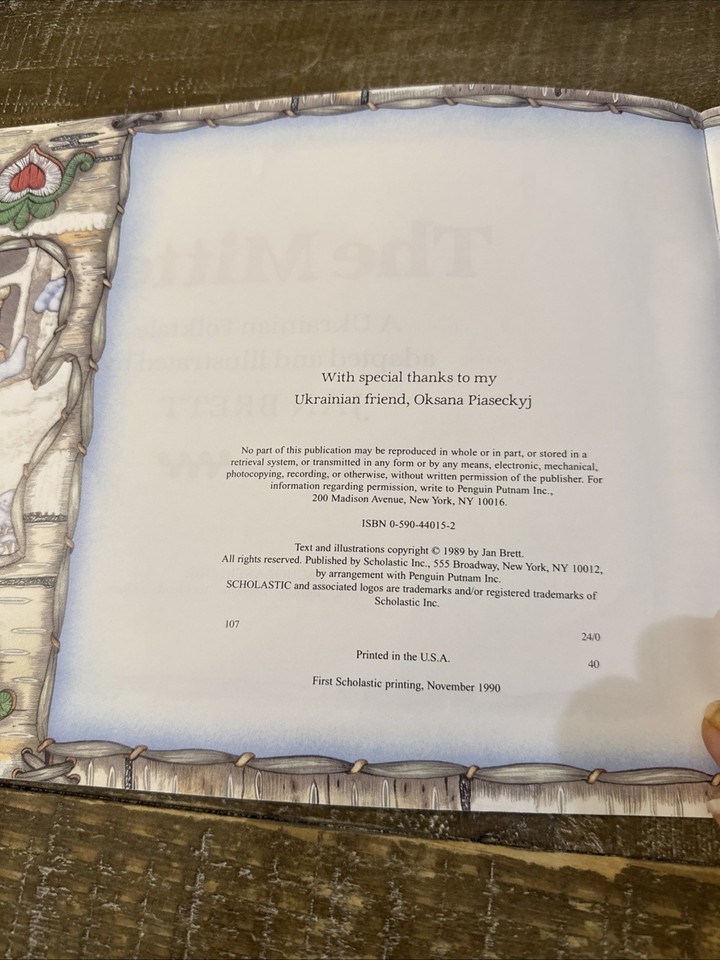 With special thanks to my
Ukrainian friend, Oksana Piaseckyj
No part of this publication may be reproduced in whole or in part, or stored in a
retrieval system, or transmitted in any form or by any means, electronic, mechanical,
photocopying, recording, or otherwise, without written permission of the publisher. For
information regarding permission, write to Penguin Putnam Inc.,
200 Madison Avenue, New York, NY 10016.
ISBN 0-590-44015-2
Text and illustrations copyright © 1989 by Jan Brett.
All rights reserved. Published by Scholastic Inc., 555 Broadway, New York, NY 10012,
by arrangement with Penguin Putnam Inc.
SCHOLASTIC and associated logos are trademarks and/or registered trademarks of
Scholastic Inc.
107
24/0
Printed in the U.S.A.
40
First Scholastic printing, November 1990